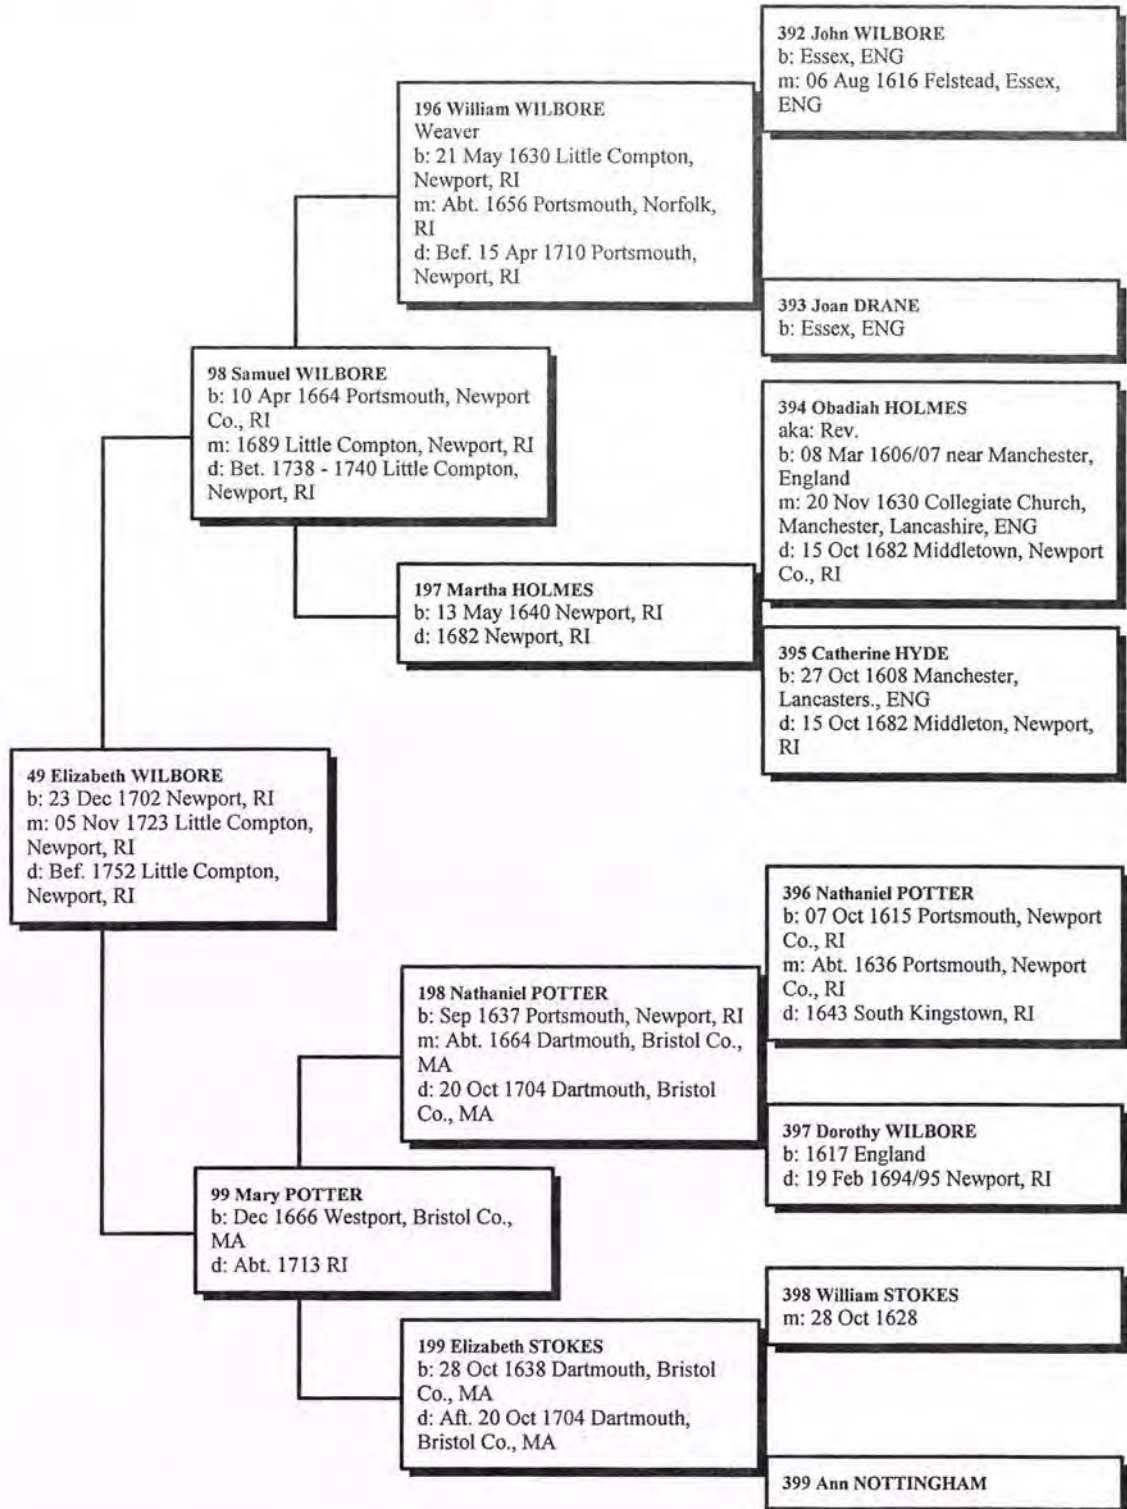 392 John WILBORE
b: Essex, ENG
m: 06 Aug 1616 Felstead, Essex,
ENG
196 William WILBORE
Weaver
b: 21 May 1630 Little Compton,
Newport, RI
m: Abt. 1656 Portsmouth, Norfolk,
RI
d: Bef. 15 Apr 1710 Portsmouth,
Newport, RI
393 Joan DRANE
b: Essex, ENG
98 Samuel WILBORE
b: 10 Apr 1664 Portsmouth, Newport
Co., RI
m: 1689 Little Compton, Newport, RI
d: Bet. 1738 - 1740 Little Compton,
Newport, RI
394 Obadiah HOLMES
aka: Rev.
b: 08 Mar 1606/07 near Manchester,
England
m: 20 Nov 1630 Collegiate Church,
Manchester, Lancashire, ENG
d: 15 Oct 1682 Middletown, Newport
Co., RI
197 Martha HOLMES
b: 13 May 1640 Newport, RI
d: 1682 Newport, RI
395 Catherine HYDE
b: 27 Oct 1608 Manchester,
Lancasters., ENG
d: 15 Oct 1682 Middleton, Newport,
RI
49 Elizabeth WILBORE
b: 23 Dec 1702 Newport, RI
m: 05 Nov 1723 Little Compton,
Newport, RI
d: Bef. 1752 Little Compton,
Newport, RI
396 Nathaniel POTTER
b: 07 Oct 1615 Portsmouth, Newport
Co., RI
m: Abt. 1636 Portsmouth, Newport
Co., RI
d: 1643 South Kingstown, RI
198 Nathaniel POTTER
b: Sep 1637 Portsmouth, Newport, RI
m: Abt. 1664 Dartmouth, Bristol Co.,
MA
d: 20 Oct 1704 Dartmouth, Bristol
Co., MA
397 Dorothy WILBORE
b: 1617 England
d: 19 Feb 1694/95 Newport, RI
99 Mary POTTER
b: Dec 1666 Westport, Bristol Co.,
MA
d: Abt. 1713 RI
398 William STOKES
m: 28 Oct 1628
199 Elizabeth STOKES
b: 28 Oct 1638 Dartmouth, Bristol
Co., MA
d: Aft. 20 Oct 1704 Dartmouth,
Bristol Co., MA
399 Ann NOTTINGHAM